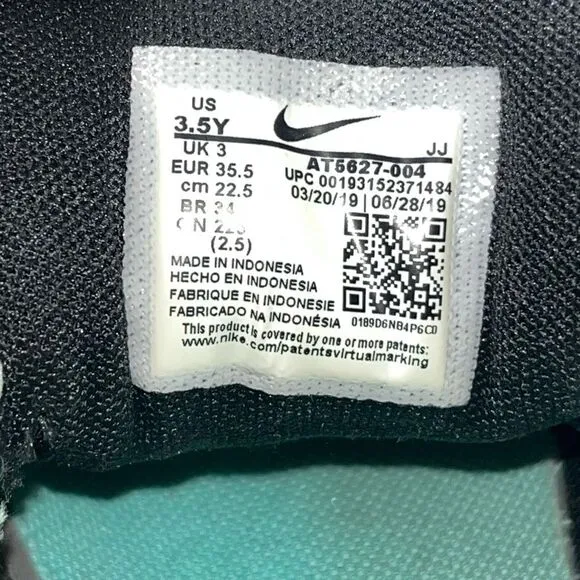 US
3.5Y
UK 3
EUR 35.5
cm 22.5
BR 34
(2.5)
JJ
AT5627-004
UPC 00193152371484
03/20/19 | 06/28/19
MADE IN INDONESIA
HECHO EN INDONESIA
FABRIQUE EN INDONESIE
FABRICADO NA INDONÉSIA
0189D6NB4P6CD
This product is covered by one or more patents:
www.nike.com/patentsvirtualmarking